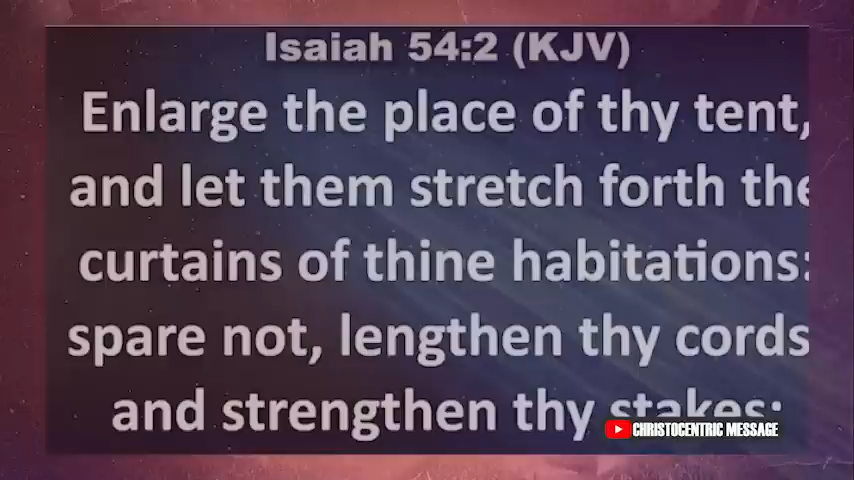 Isaiah 54:2 (KJV)
Enlarge the place of thy tent,
and let them stretch forth the
curtains of thine habitations:
spare not, lengthen thy cords
and strengthen thy stakes;
CHRISTOCENTRIC MESSAGE